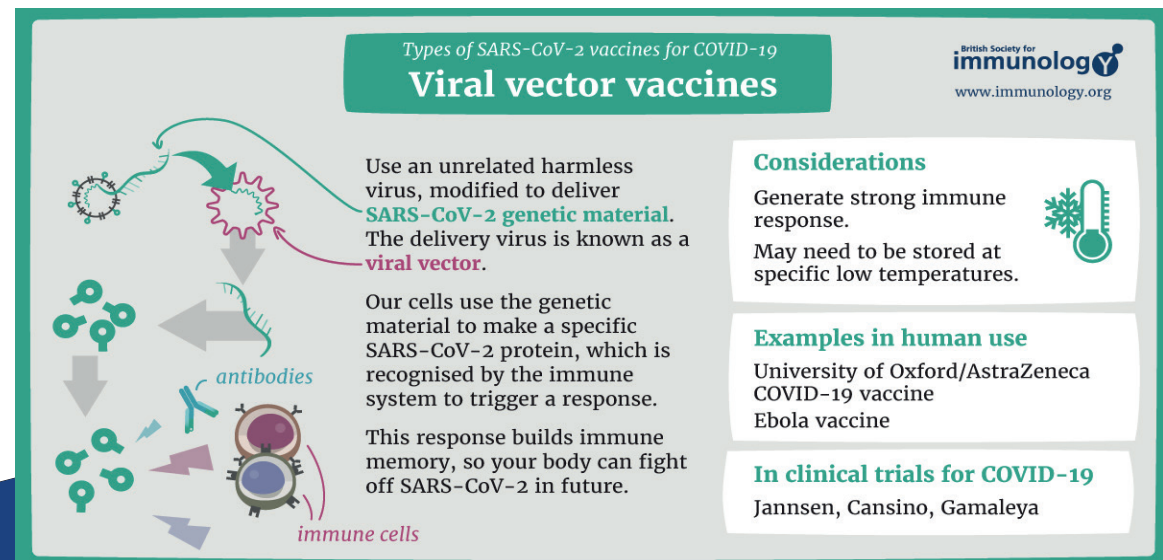 Types of SARS-CoV-2 vaccines for COVID-19
Viral vector vaccines
British Society for
immunology
www.immunology.org
Use an unrelated harmless
virus, modified to deliver
SARS-CoV-2 genetic material.
The delivery virus is known as a
viral vector.
Our cells use the genetic
material to make a specific
SARS-CoV-2 protein, which is
recognised by the immune
system to trigger a response.
This response builds immune
memory, so your body can fight
off SARS-CoV-2 in future.
antibodies
immune cells
Considerations
Generate strong immune
response.
May need to be stored at
specific low temperatures.
Examples in human use
University of Oxford/AstraZeneca
COVID-19 vaccine
Ebola vaccine
In clinical trials for COVID-19
Jannsen, Cansino, Gamaleya